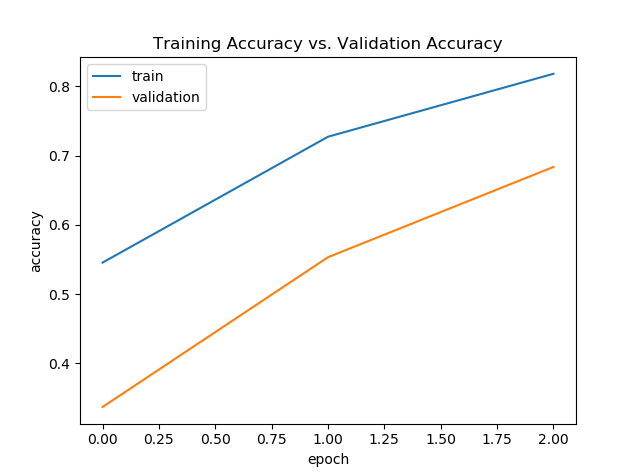 Training Accuracy vs. Validation Accuracy
train
validation
0.8
0.7
0.6
0.5
0.4
accuracy
0.00 0.25 0.50 0.75 1.00 1.25 1.50 1.75 2.00
epoch